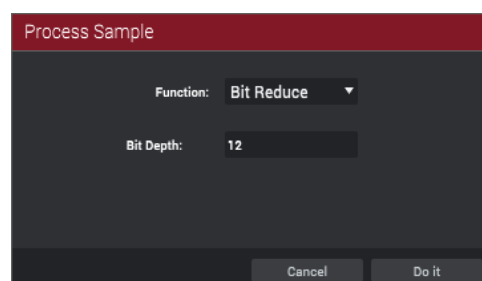 Process Sample
Function: Bit Reduce
Bit Depth: 12
Cancel Do it